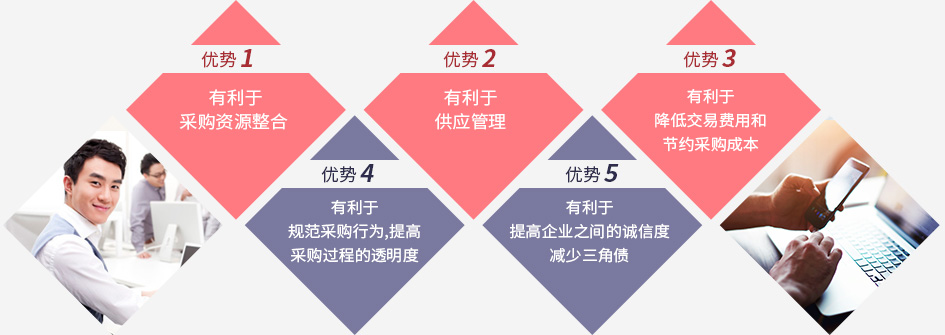 优势 1
有利于
采购资源整合
优势 2
有利于
供应管理
优势 3
有利于
降低交易费用和
节约采购成本
优势 4
有利于
规范采购行为,提高
采购过程的透明度
优势 5
有利于
提高企业之间的诚信度
减少三角债